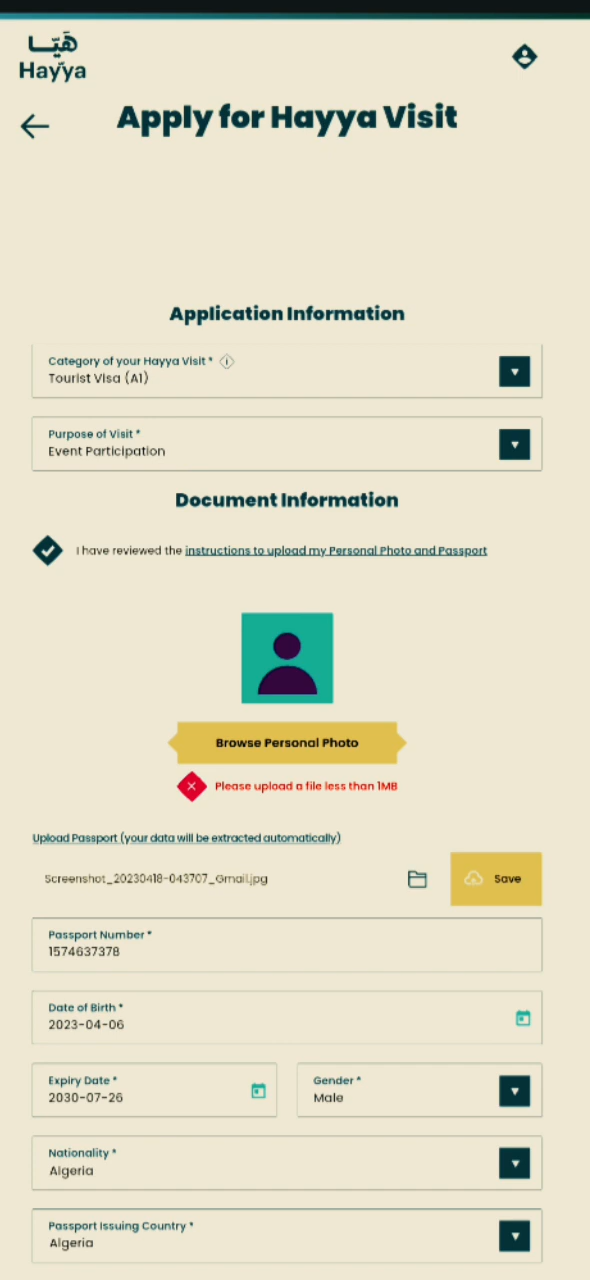 هَيّــا
Hayya
Apply for Hayya Visit
Application Information
Category of your Hayya Visit * i
Tourist Visa (A1)
Purpose of Visit *
Event Participation
Document Information
I have reviewed the instructions to upload my Personal Photo and Passport
Browse Personal Photo
Please upload a file less than 1MB
Upload Passport (your data will be extracted automatically)
Screenshot_20230418-043707_Gmail.jpg
Save
Passport Number *
1574637378
Date of Birth *
2023-04-06
Expiry Date *
2030-07-26
Gender *
Male
Nationality *
Algeria
Passport Issuing Country *
Algeria